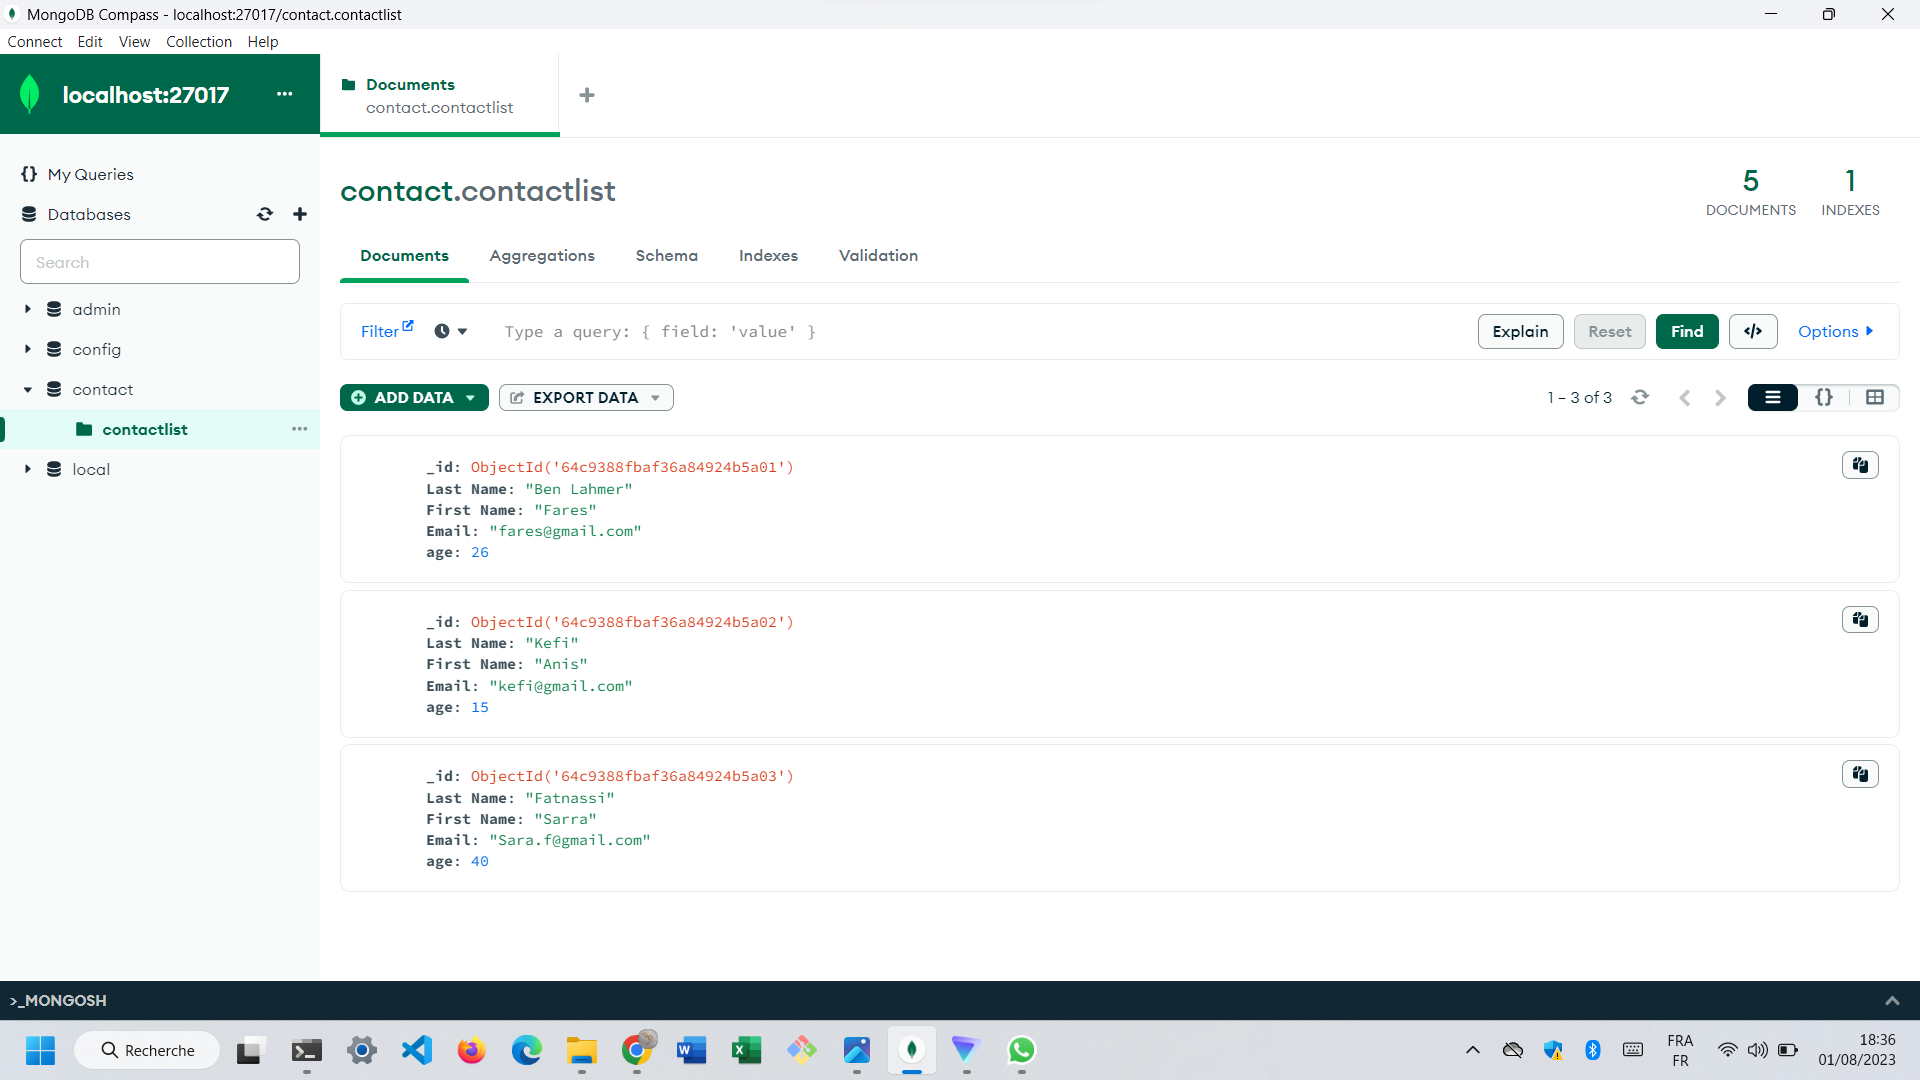 MongoDB Compass - localhost:27017/contact.contactlist
Connect Edit View Collection Help
localhost:27017
Documents
contact.contactlist
My Queries
Databases
Search
admin
config
contact
contactlist
local
contact.contactlist
5
DOCUMENTS
1
INDEXES
Documents Aggregations Schema Indexes Validation
Filter
Type a query: { field: 'value' }
Explain Reset Find </> Options
ADD DATA EXPORT DATA
1 – 3 of 3
{}
_id: ObjectId('64c9388fbaf36a84924b5a01')
Last Name: "Ben Lahmer"
First Name: "Fares"
Email: "fares@gmail.com"
age: 26
_id: ObjectId('64c9388fbaf36a84924b5a02')
Last Name: "Kefi"
First Name: "Anis"
Email: "kefi@gmail.com"
age: 15
_id: ObjectId('64c9388fbaf36a84924b5a03')
Last Name: "Fatnassi"
First Name: "Sarra"
Email: "Sara.f@gmail.com"
age: 40
>_MONGOSH
Recherche
FRA
FR
18:36
01/08/2023